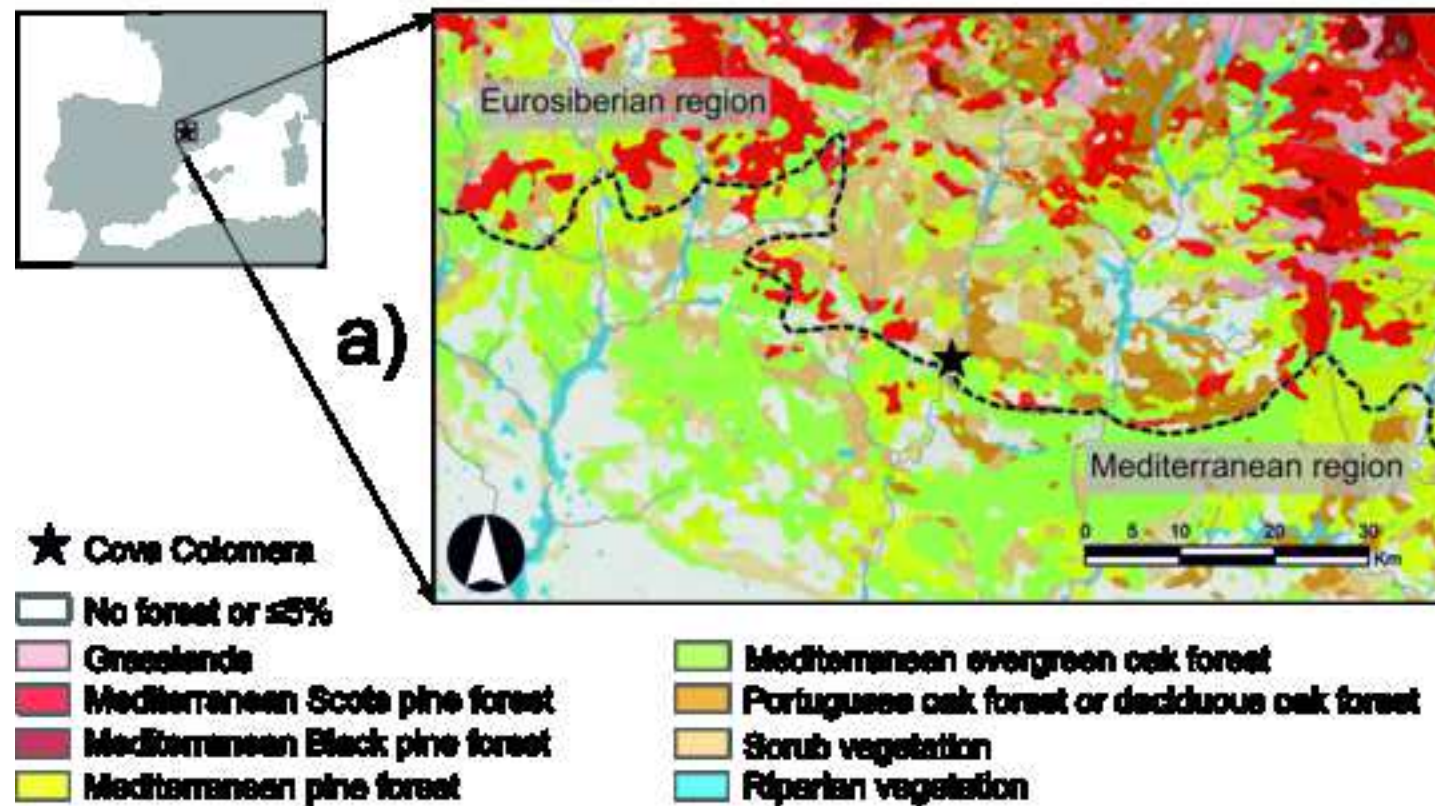 Eurosiberian region
a)
Mediterranean region
0 5 10 20 30
Km
Cova Colomera
No forest or ≤5%
Grasslands
Mediterranean Scots pine forest
Mediterranean Black pine forest
Mediterranean pine forest
Mediterranean evergreen oak forest
Portuguese oak forest or deciduous oak forest
Scrub vegetation
Riparian vegetation